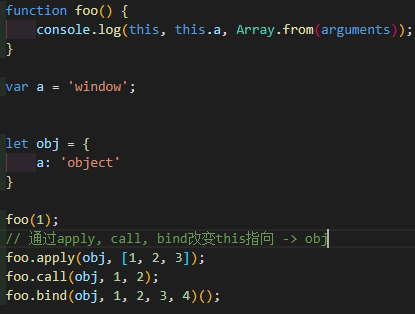 function foo() {
    console.log(this, this.a, Array.from(arguments));
}
var a = 'window';
let obj = {
    a: 'object'
}
foo(1);
// 通过apply, call, bind改变this指向 -> obj
foo.apply(obj, [1, 2, 3]);
foo.call(obj, 1, 2);
foo.bind(obj, 1, 2, 3, 4)();